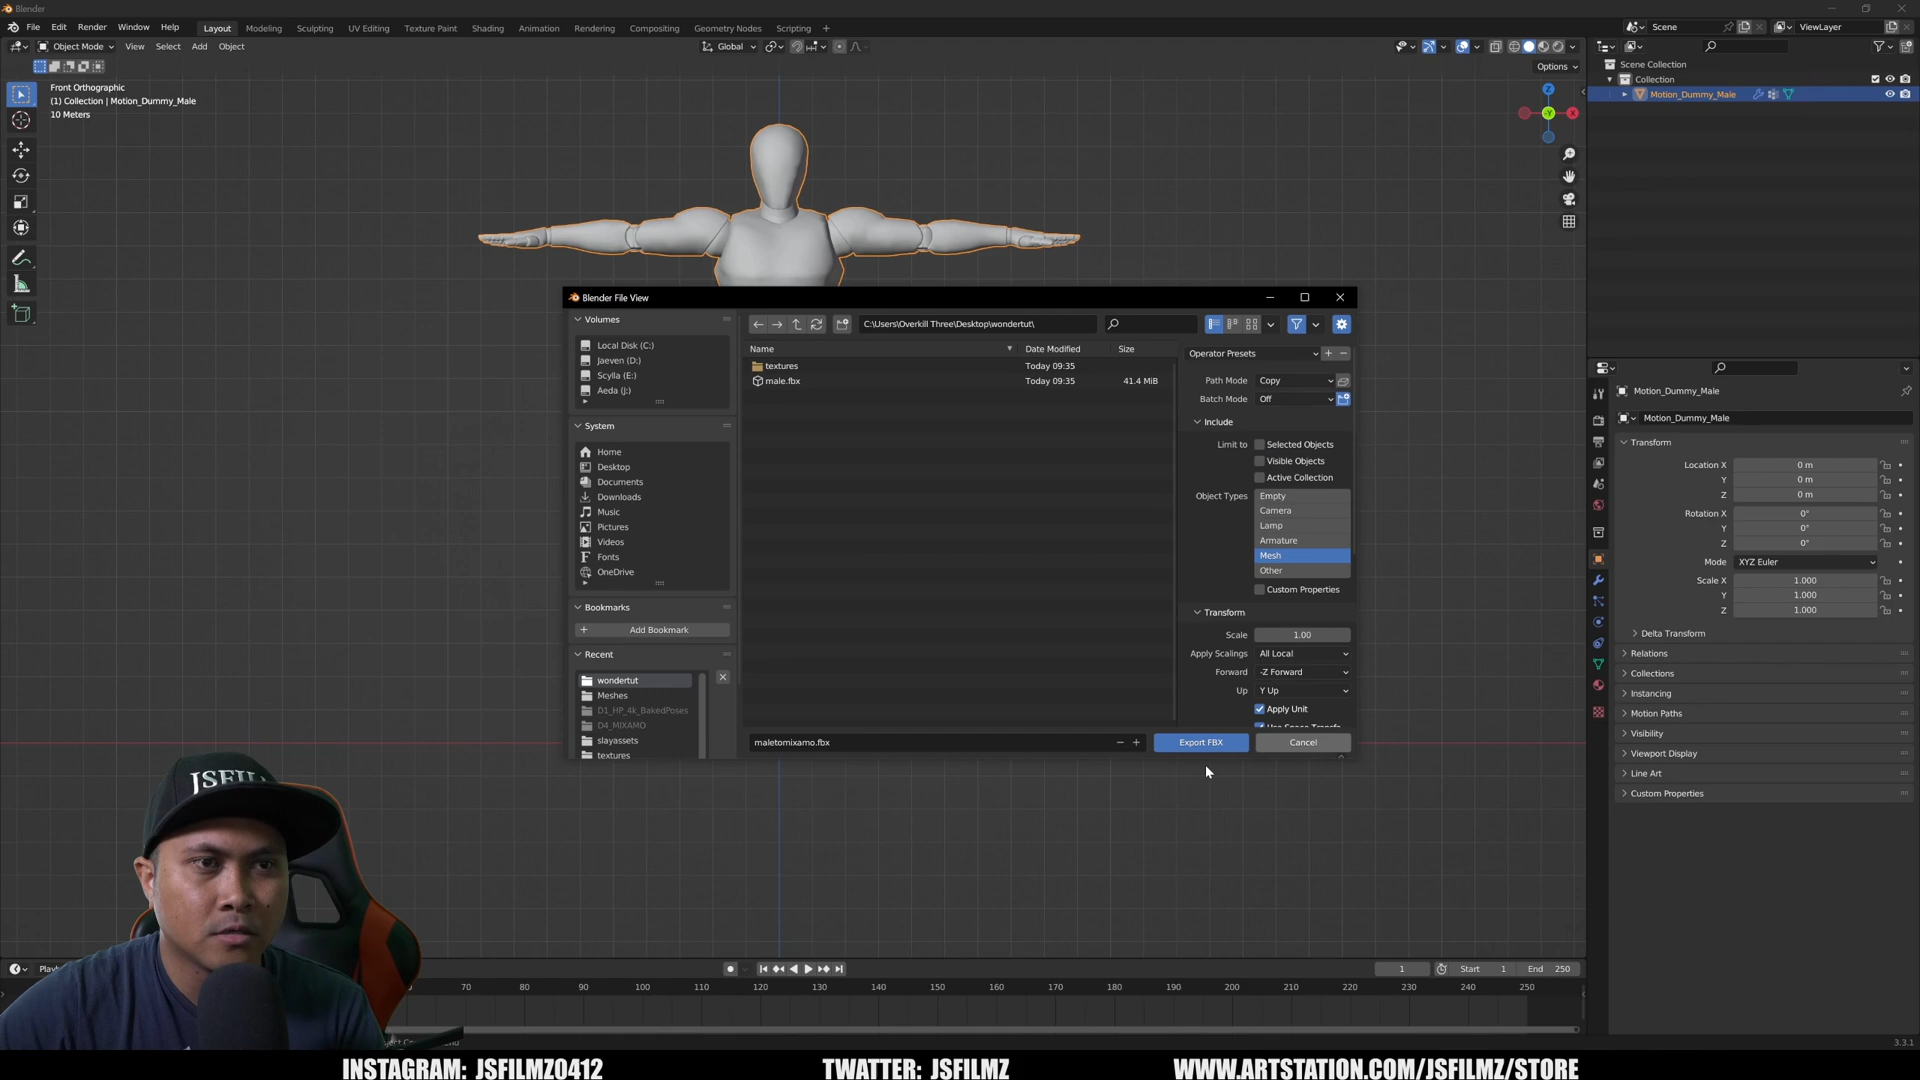 Blender
File Edit Render Window Help Layout Modeling Sculpting UV Editing Texture Paint Shading Animation Rendering Compositing Geometry Nodes Scripting + Scene ViewLayer
Object Mode View Select Add Object Global
Options
Front Orthographic
(1) Collection | Motion_Dummy_Male
10 Meters
Z
-Y
X
Scene Collection
Collection
Motion_Dummy_Male
Blender File View
Volumes
Local Disk (C:)
Jaeven (D:)
Scylla (E:)
Aeda (J:)
System
Home
Desktop
Documents
Downloads
Music
Pictures
Videos
Fonts
OneDrive
Bookmarks
Add Bookmark
Recent
wondertut
Meshes
D1_HP_4k_BakedPoses
D4_MIXAMO
slayassets
textures
C:\Users\Overkill Three\Desktop\wondertut\
Name Date Modified Size
textures Today 09:35
male.fbx Today 09:35 41.4 MiB
maletomixamo.fbx
Operator Presets
Path Mode Copy
Batch Mode Off
Include
Limit to Selected Objects
Visible Objects
Active Collection
Object Types Empty
Camera
Lamp
Armature
Mesh
Other
Custom Properties
Transform
Scale 1.00
Apply Scalings All Local
Forward -Z Forward
Up Y Up
Apply Unit
Export FBX Cancel
Motion_Dummy_Male
Motion_Dummy_Male
Transform
Location X 0 m
Y 0 m
Z 0 m
Rotation X 0°
Y 0°
Z 0°
Mode XYZ Euler
Scale X 1.000
Y 1.000
Z 1.000
Delta Transform
Relations
Collections
Instancing
Motion Paths
Visibility
Viewport Display
Line Art
Custom Properties
JSFILMZ
1 Start 1 End 250
70 80 90 100 110 120 130 140 150 160 170 180 190 200 210 220 230 240 250
3.3.1
INSTAGRAM: JSFILMZ0412 TWATTER: JSFILMZ WWW.ARTSTATION.COM/JSFILMZ/STORE